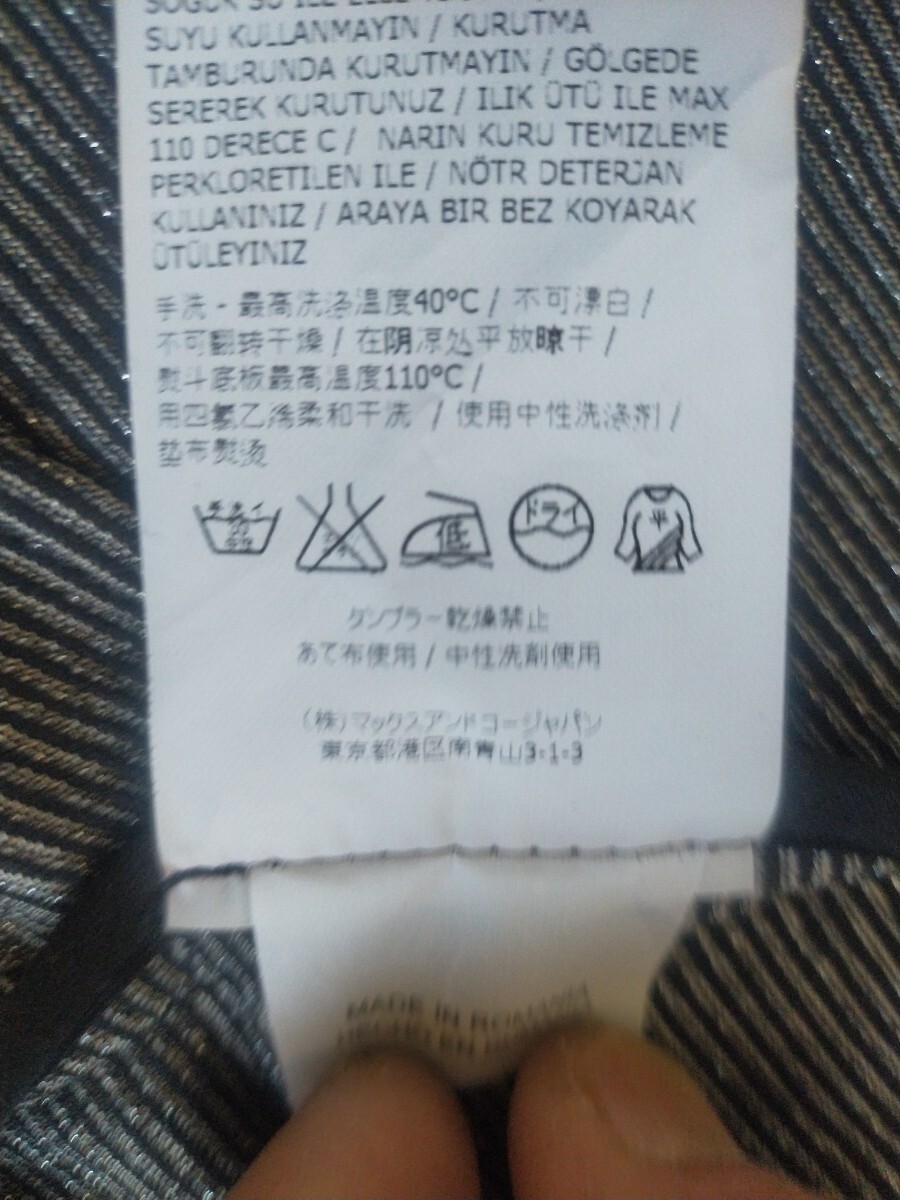 SOĞUK SU ILE ELDE
SUYU KULLANMAYIN / KURUTMA
TAMBURUNDA KURUTMAYIN / GÖLGEDE
SEREREK KURUTUNUZ / ILIK ÜTÜ ILE MAX
110 DERECE C / NARIN KURU TEMIZLEME
PERKLORETILEN ILE / NÖTR DETERJAN
KULLANINIZ / ARAYA BIR BEZ KOYARAK
ÜTÜLEYINIZ
手洗 - 最高洗涤温度40°C / 不可漂白 /
不可翻转干燥 / 在阴凉处平放晾干 /
熨斗底板最高温度110°C /
用四氯乙烯柔和干洗 / 使用中性洗涤剂 /
垫布熨烫
手洗イ
低
ドライ
平
タンブラー乾燥禁止
あて布使用 / 中性洗剤使用
(株)マックスアンドコージャパン
東京都港区南青山3-1-3
MADE IN